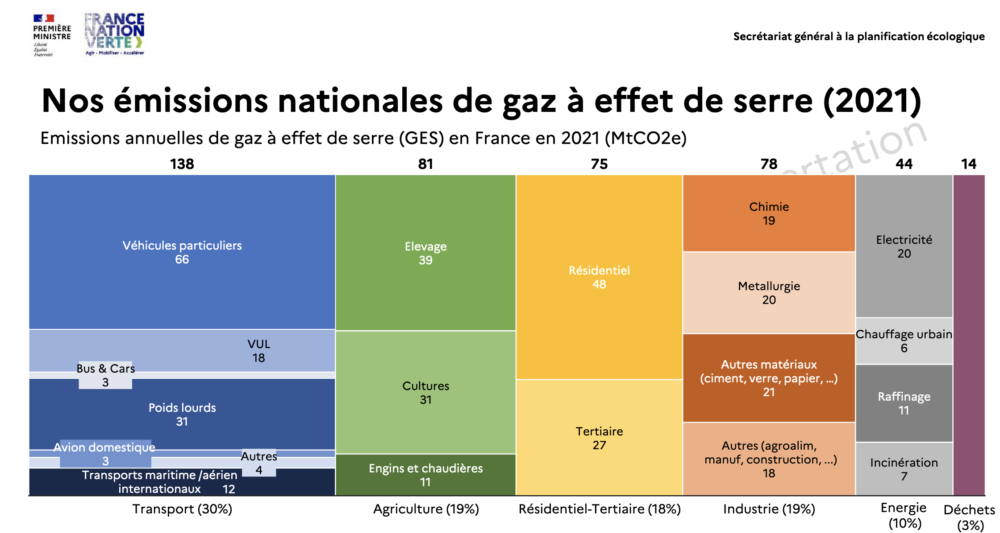 PREMIÈRE
MINISTRE
Liberté
Égalité
Fraternité
FRANCE
NATION
VERTE
Agir • Mobiliser • Accélérer
Secrétariat général à la planification écologique
Nos émissions nationales de gaz à effet de serre (2021)
Emissions annuelles de gaz à effet de serre (GES) en France en 2021 (MtCO2e)
138
81
75
78
44
14
Véhicules particuliers
66
VUL
18
Bus & Cars
3
Poids lourds
31
Avion domestique
3
Autres
4
Transports maritime /aérien
internationaux 12
Elevage
39
Cultures
31
Engins et chaudières
11
Résidentiel
48
Tertiaire
27
Chimie
19
Metallurgie
20
Autres matériaux
(ciment, verre, papier, ...)
21
Autres (agroalim,
manuf, construction, ...)
18
Electricité
20
Chauffage urbain
6
Raffinage
11
Incinération
7
Transport (30%)
Agriculture (19%)
Résidentiel-Tertiaire (18%)
Industrie (19%)
Energie
(10%)
Déchets
(3%)